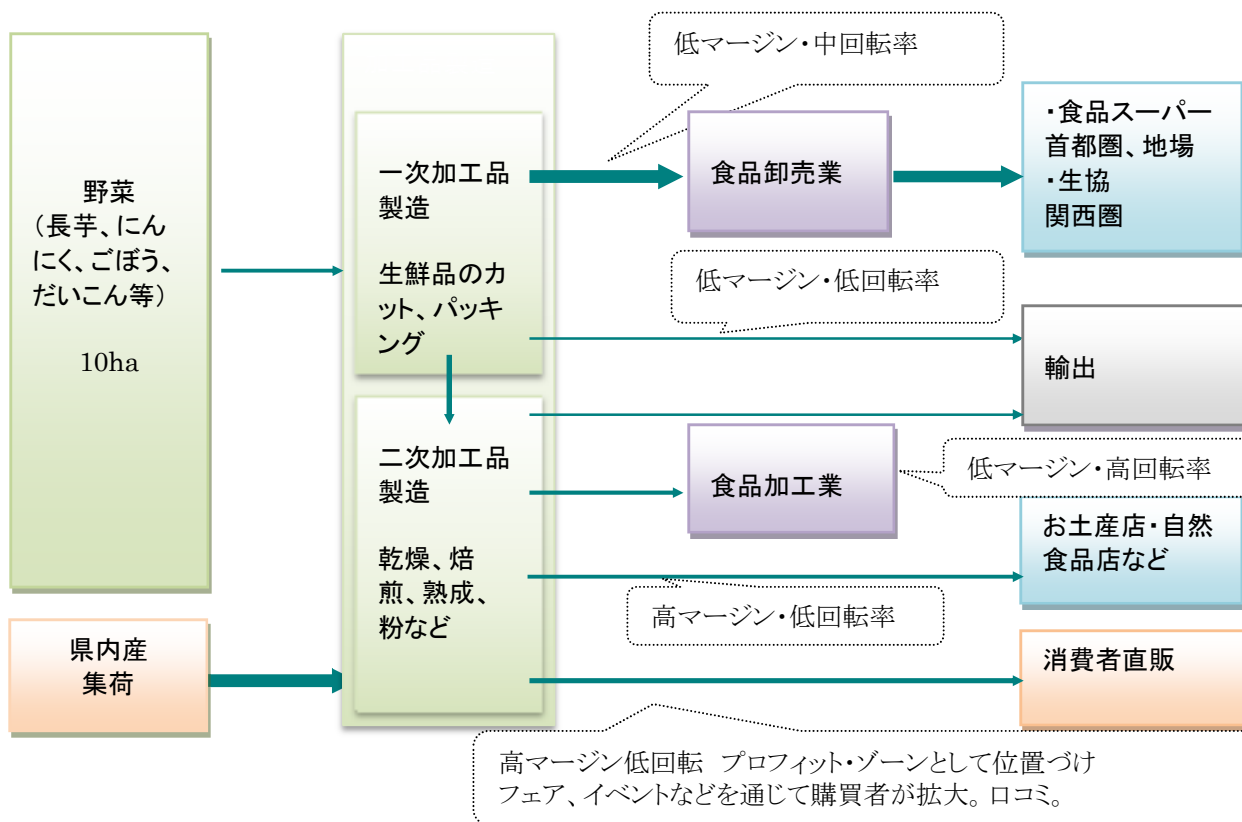 野菜
(長芋、にん
にく、ごぼう、
だいこん等)
10ha
県内産
集荷
一次加工品
製造
生鮮品のカ
ット、パッキ
ング
二次加工品
製造
乾燥、焙
煎、熟成、
粉など
低マージン・中回転率
食品卸売業
・食品スーパー
首都圏、地場
・生協
関西圏
低マージン・低回転率
輸出
食品加工業
低マージン・高回転率
お土産店・自然
食品店など
高マージン・低回転率
消費者直販
高マージン低回転 プロフィット・ゾーンとして位置づけ
フェア、イベントなどを通じて購買者が拡大。口コミ。